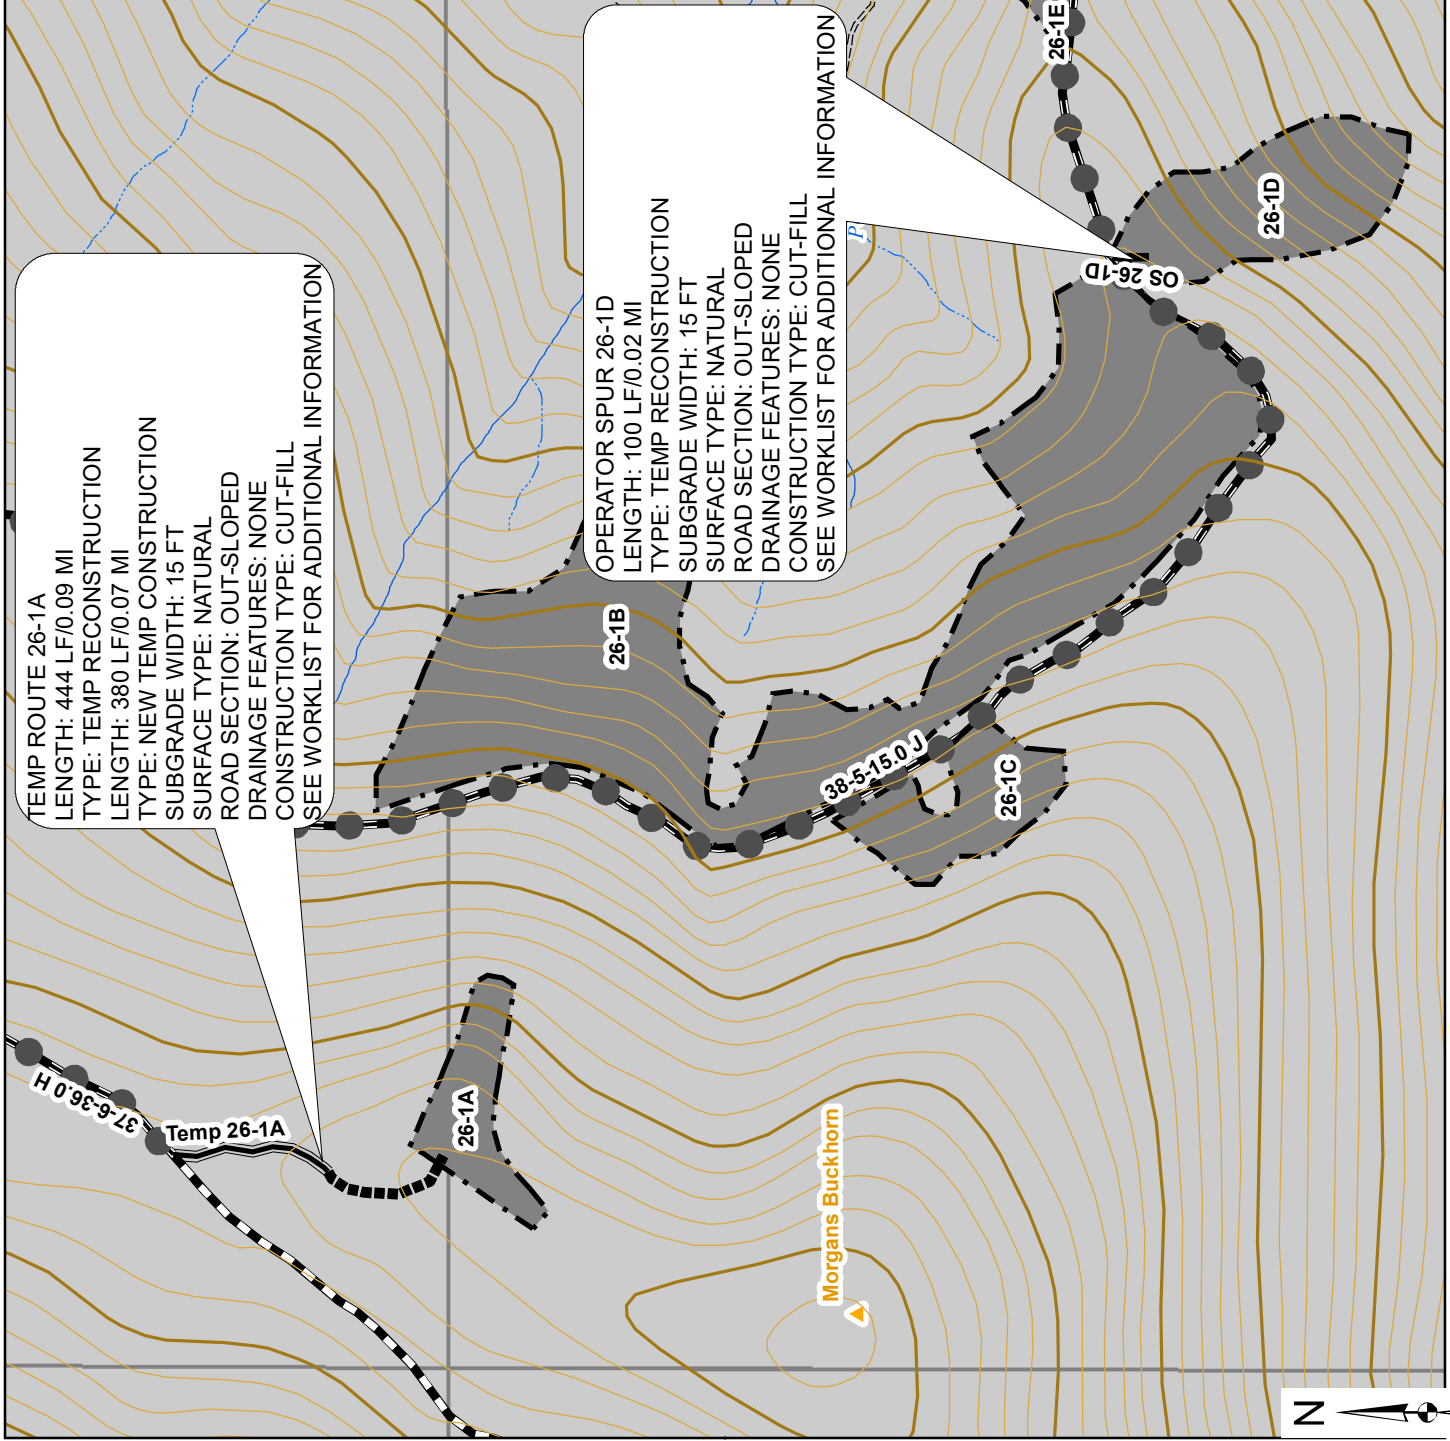 TEMP ROUTE 26-1A
LENGTH: 444 LF/0.09 MI
TYPE: TEMP RECONSTRUCTION
LENGTH: 380 LF/0.07 MI
TYPE: NEW TEMP CONSTRUCTION
SUBGRADE WIDTH: 15 FT
SURFACE TYPE: NATURAL
ROAD SECTION: OUT-SLOPED
DRAINAGE FEATURES: NONE
CONSTRUCTION TYPE: CUT-FILL
SEE WORKLIST FOR ADDITIONAL INFORMATION
OPERATOR SPUR 26-1D
LENGTH: 100 LF/0.02 MI
TYPE: TEMP RECONSTRUCTION
SUBGRADE WIDTH: 15 FT
SURFACE TYPE: NATURAL
ROAD SECTION: OUT-SLOPED
DRAINAGE FEATURES: NONE
CONSTRUCTION TYPE: CUT-FILL
SEE WORKLIST FOR ADDITIONAL INFORMATION
37-6-36.0 H
Temp 26-1A
26-1A
26-1B
38-5-15.0 J
26-1C
OS 26-1D
26-1D
26-1E
Morgans Buckhorn
P
N